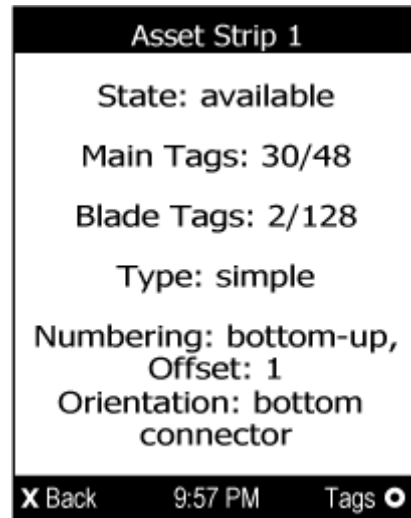 Asset Strip 1
State: available
Main Tags: 30/48
Blade Tags: 2/128
Type: simple
Numbering: bottom-up,
Offset: 1
Orientation: bottom
connector
X Back 9:57 PM Tags O